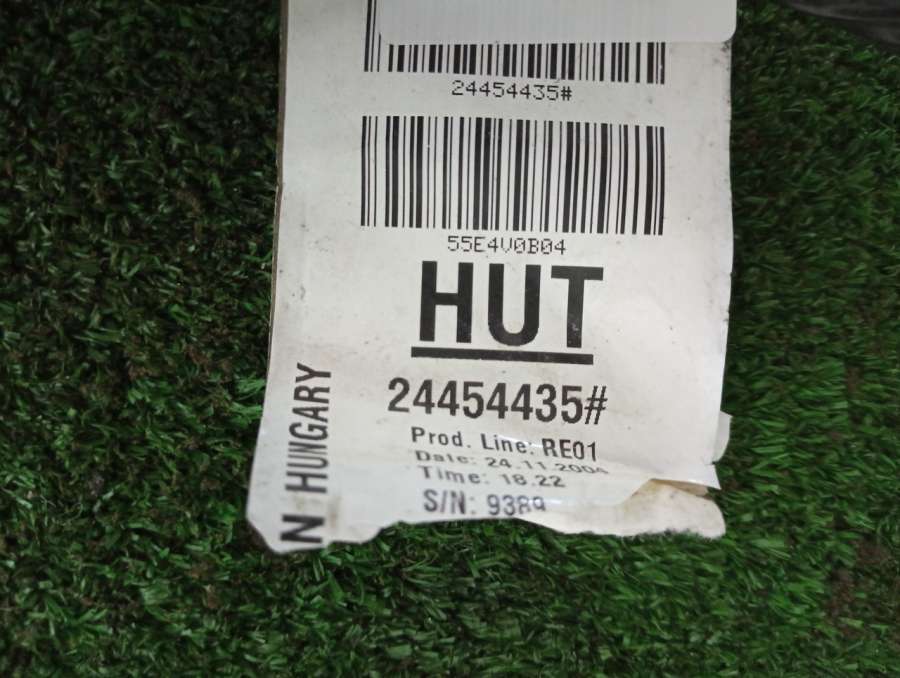 24454435#
55E4V0B04
HUT
24454435#
Prod. Line: RE01
Date: 24.11.2004
Time: 18.22
S/N: 9389
N HUNGARY